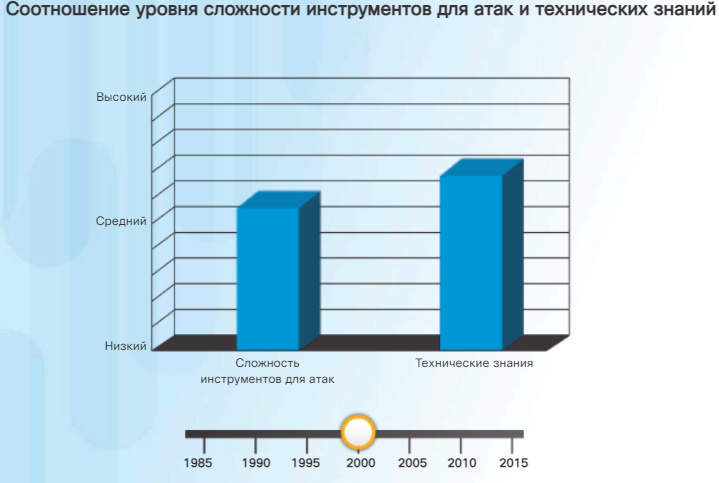 Соотношение уровня сложности инструментов для атак и технических знаний
Высокий
Средний
Низкий
Сложность
инструментов для атак
Технические знания
1985 1990 1995 2000 2005 2010 2015